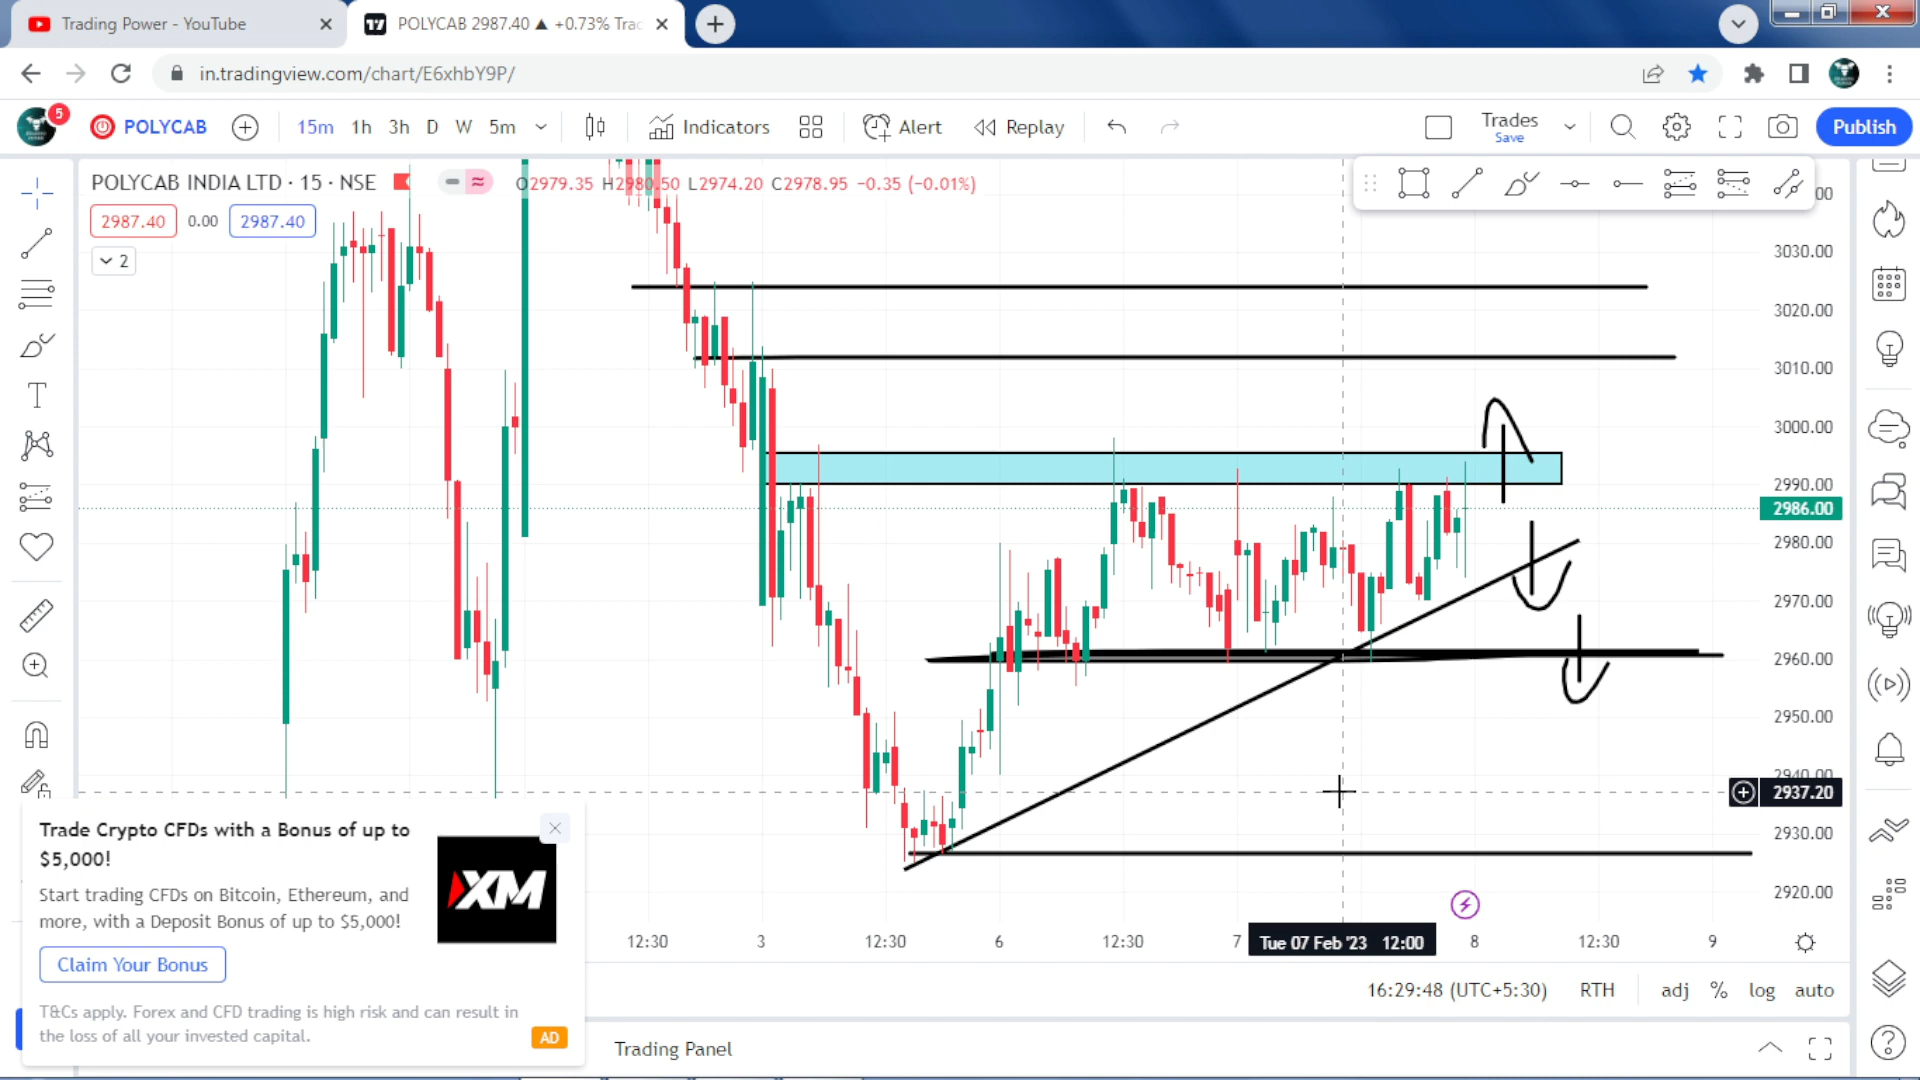 Trading Power - YouTube
POLYCAB 2987.40 ▲ +0.73% Trac
in.tradingview.com/chart/E6xhbY9P/
5
POLYCAB
15m 1h 3h D W 5m
Indicators
Alert
Replay
Trades
Save
Publish
POLYCAB INDIA LTD · 15 · NSE
O2979.35 H2980.50 L2974.20 C2978.95 −0.35 (−0.01%)
2987.40 0.00 2987.40
2
3030.00
3020.00
3010.00
3000.00
2990.00
2986.00
2980.00
2970.00
2960.00
2950.00
2940.00
2937.20
2930.00
2920.00
12:30 3 12:30 6 12:30 7 Tue 07 Feb '23 12:00 8 12:30 9
16:29:48 (UTC+5:30) RTH adj % log auto
Trading Panel
Trade Crypto CFDs with a Bonus of up to
$5,000!
Start trading CFDs on Bitcoin, Ethereum, and
more, with a Deposit Bonus of up to $5,000!
XM
Claim Your Bonus
T&Cs apply. Forex and CFD trading is high risk and can result in
the loss of all your invested capital.
AD